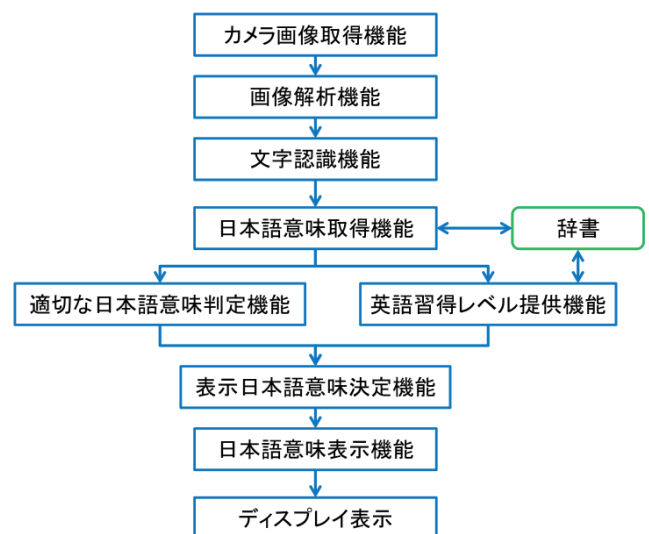 カメラ画像取得機能
画像解析機能
文字認識機能
日本語意味取得機能
辞書
適切な日本語意味判定機能
英語習得レベル提供機能
表示日本語意味決定機能
日本語意味表示機能
ディスプレイ表示